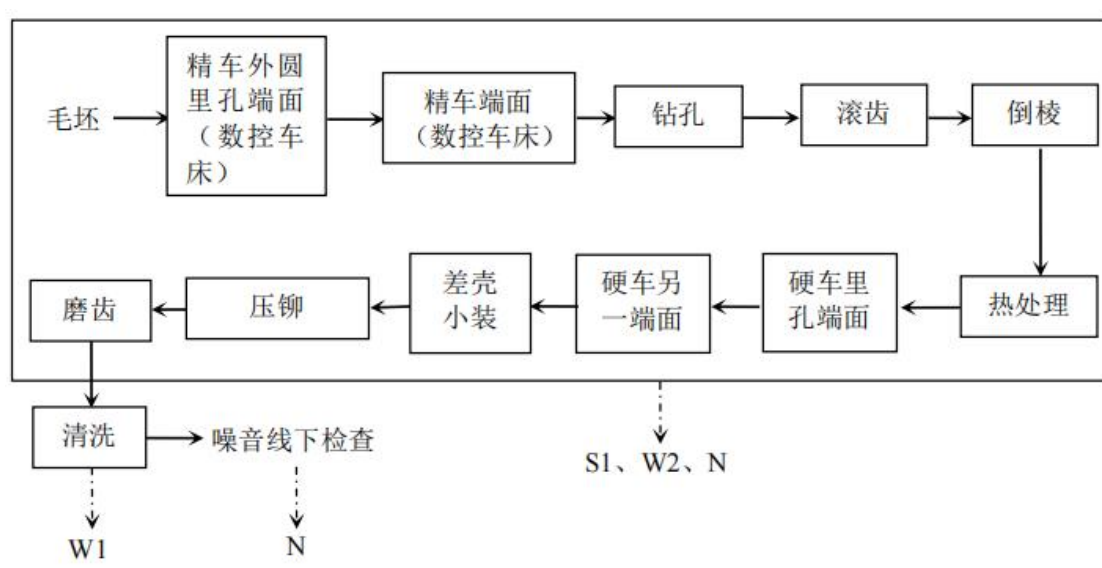 毛坯
精车外圆
里孔端面
（数控车
床）
精车端面
（数控车床）
钻孔
滚齿
倒棱
磨齿
压铆
差壳
小装
硬车另
一端面
硬车里
孔端面
热处理
清洗
噪音线下检查
S1、W2、N
W1
N